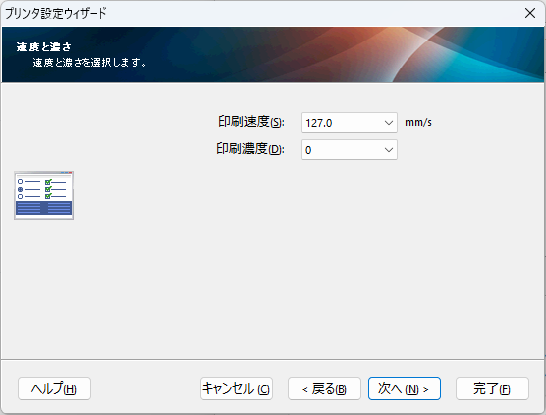 プリンタ設定ウィザード
速度と濃さ
速度と濃さを選択します。
印刷速度(S): 127.0 mm/s
印刷濃度(D): 0
ヘルプ(H) キャンセル (C) < 戻る(B) 次へ (N) > 完了(F)